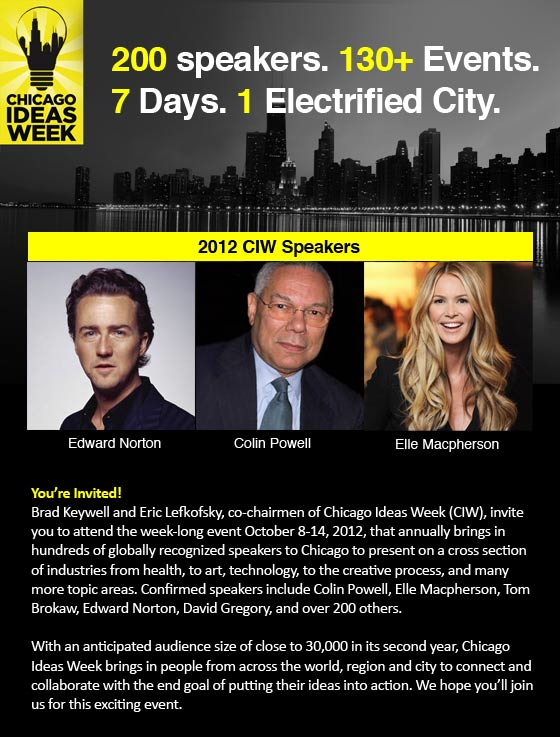 CHICAGO
IDEAS
WEEK
200 speakers. 130+ Events.
7 Days. 1 Electrified City.
2012 CIW Speakers
Edward Norton
Colin Powell
Elle Macpherson
You're Invited!
Brad Keywell and Eric Lefkofsky, co-chairmen of Chicago Ideas Week (CIW), invite
you to attend the week-long event October 8-14, 2012, that annually brings in
hundreds of globally recognized speakers to Chicago to present on a cross section
of industries from health, to art, technology, to the creative process, and many
more topic areas. Confirmed speakers include Colin Powell, Elle Macpherson, Tom
Brokaw, Edward Norton, David Gregory, and over 200 others.
With an anticipated audience size of close to 30,000 in its second year, Chicago
Ideas Week brings in people from across the world, region and city to connect and
collaborate with the end goal of putting their ideas into action. We hope you'll join
us for this exciting event.